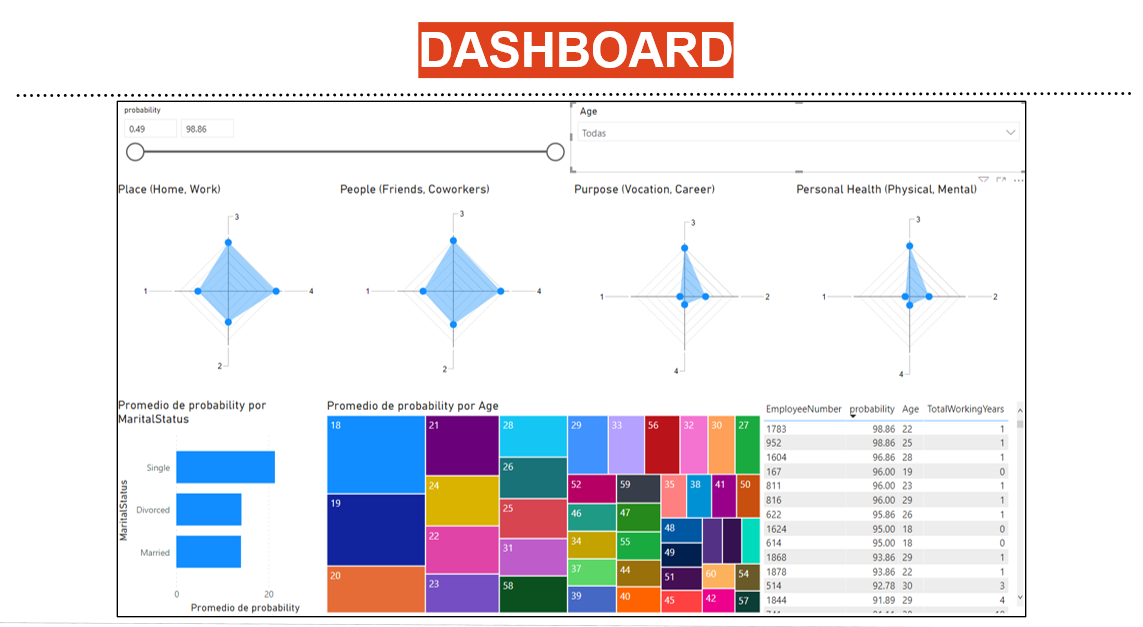 DASHBOARD
probability
0.49 98.86
Age
Todas
Place (Home, Work)
3
1 4
2
People (Friends, Coworkers)
3
1 4
2
Purpose (Vocation, Career)
3
1 2
4
Personal Health (Physical, Mental)
3
1 2
4
Promedio de probability por
MaritalStatus
MaritalStatus
Single
Divorced
Married
0 20
Promedio de probability
Promedio de probability por Age
18
19
20
21
24
22
23
28
26
25
31
58
29
33
56
32
30
27
52
59
46
47
34
55
37
44
39
40
35
38
41
50
48
49
51
60
54
45
42
57
EmployeeNumber probability Age TotalWorkingYears
1783 98.86 22 1
952 98.86 25 1
1604 96.86 28 1
167 96.00 19 0
811 96.00 23 1
816 96.00 29 1
622 95.86 26 1
1624 95.00 18 0
614 95.00 18 0
1868 93.86 29 1
1878 93.86 22 1
514 92.78 30 3
1844 91.89 29 4